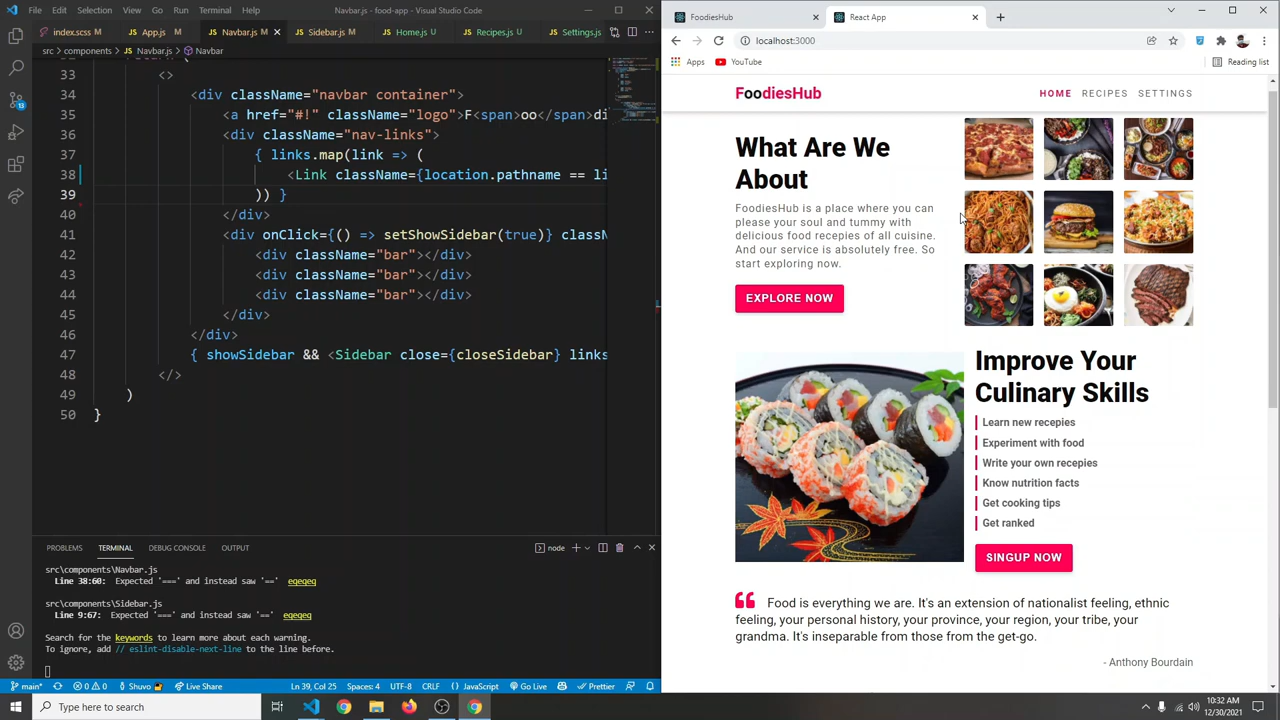 File Edit Selection View Go Run Terminal Help Navbar.js - food-app - Visual Studio Code
index.scss M App.js M Navbar.js M Sidebar.js M Home.js U Recipes.js U Settings.js
src > components > Navbar.js > Navbar
33 <>
34 <div className="navbar container">
35 <a href="#!" className="logo">F<span>oo</span>di
36 <div className="nav-links">
37 { links.map(link => (
38 <Link className={location.pathname == li
39 )) }
40 </div>
41 <div onClick={() => setShowSidebar(true)} classN
42 <div className="bar"></div>
43 <div className="bar"></div>
44 <div className="bar"></div>
45 </div>
46 </div>
47 { showSidebar && <Sidebar close={closeSidebar} links
48 </>
49 )
50 }
PROBLEMS TERMINAL DEBUG CONSOLE OUTPUT node
src\components\Navbar.js
Line 38:60: Expected '===' and instead saw '==' eqeqeq
src\components\Sidebar.js
Line 9:67: Expected '===' and instead saw '==' eqeqeq
Search for the keywords to learn more about each warning.
To ignore, add // eslint-disable-next-line to the line before.
main* 0 0 Shuvo Live Share Ln 39, Col 25 Spaces: 4 UTF-8 CRLF JavaScript Go Live Prettier
FoodiesHub React App
localhost:3000
Apps YouTube Reading list
FoodiesHub HOME RECIPES SETTINGS
What Are We
About
FoodiesHub is a place where you can
please your soul and tummy with
delicious food recepies of all cuisine.
And our service is absolutely free. So
start exploring now.
EXPLORE NOW
Improve Your
Culinary Skills
Learn new recepies
Experiment with food
Write your own recepies
Know nutrition facts
Get cooking tips
Get ranked
SINGUP NOW
Food is everything we are. It's an extension of nationalist feeling, ethnic
feeling, your personal history, your province, your region, your tribe, your
grandma. It's inseparable from those from the get-go.
- Anthony Bourdain
Type here to search
10:32 AM
12/30/2021